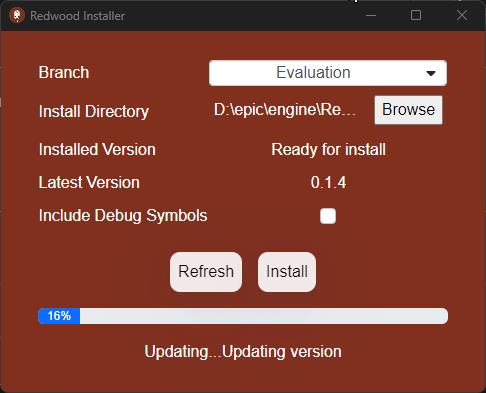 Redwood Installer
Branch Evaluation
Install Directory D:\epic\engine\Re... Browse
Installed Version Ready for install
Latest Version 0.1.4
Include Debug Symbols
Refresh Install
16%
Updating...Updating version